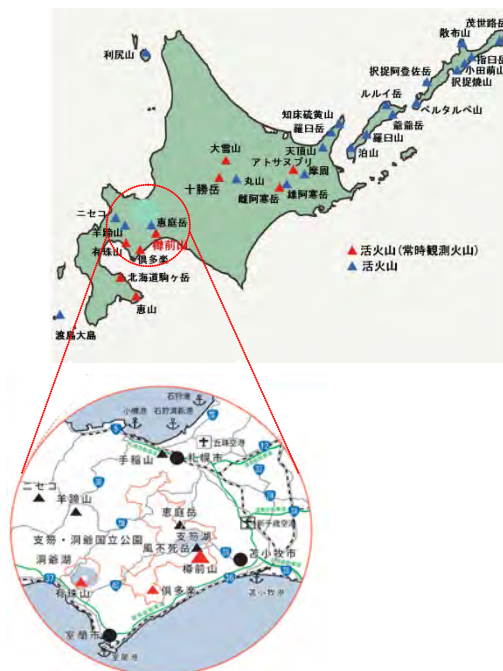 茂世路岳
散布山
指臼岳
小田萌山
択捉焼山
択捉阿登佐岳
ベルタルベ山
利尻山
ルルイ岳
爺爺岳
羅臼山
泊山
知床硫黄山
羅臼岳
天頂山
大雪山
アトサヌプリ
摩周
十勝岳
丸山
雌阿寒岳
雄阿寒岳
ニセコ
恵庭岳
羊蹄山
樽前山
有珠山
倶多楽
北海道駒ヶ岳
恵山
渡島大島
活火山(常時観測火山)
活火山
石狩湾
小樽港
石狩湾新港
丘珠空港
手稲山
札幌市
ニセコ
羊蹄山
恵庭岳
支笏湖
新千歳空港
支笏・洞爺国立公園
風不死岳
苫小牧市
洞爺湖
樽前山
有珠山
倶多楽
苫小牧港
室蘭市
室蘭港